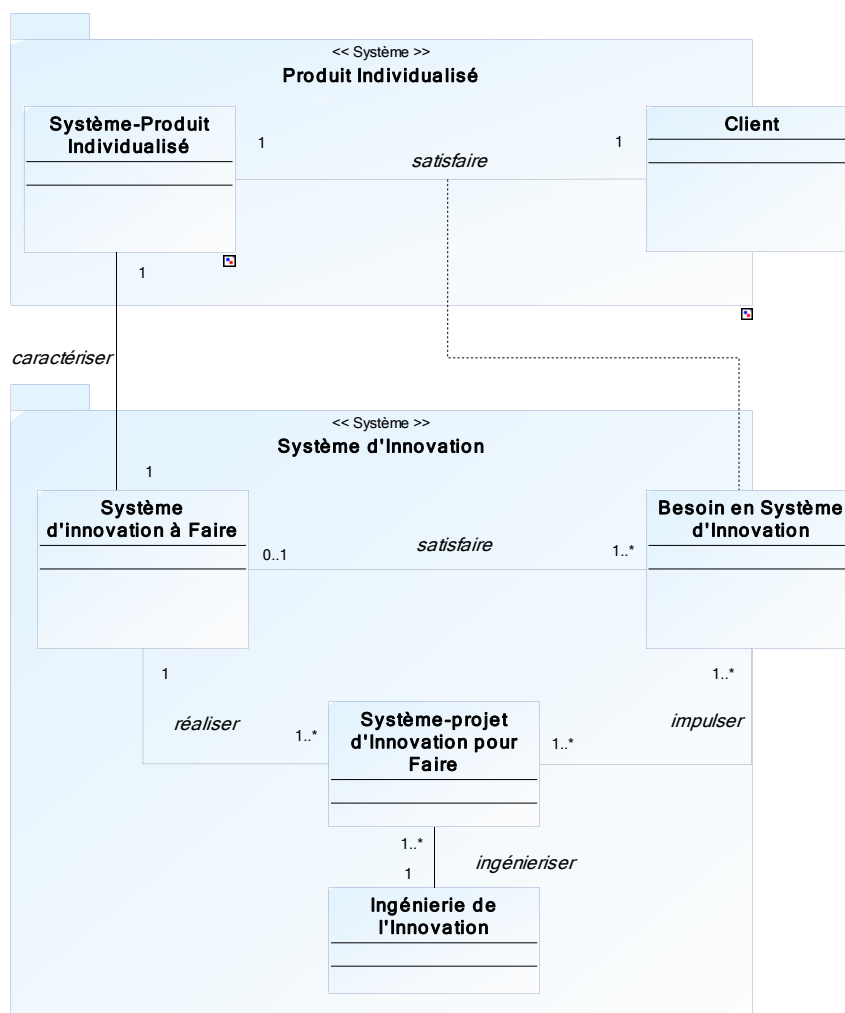 << Système >>
Produit Individualisé
Système-Produit
Individualisé
Client
1
1
satisfaire
1
caractériser
<< Système >>
Système d'Innovation
1
Système
d'innovation à Faire
Besoin en Système
d'Innovation
satisfaire
0..1
1..*
1
1..*
réaliser
impulser
1..*
1..*
Système-projet
d'Innovation pour
Faire
1..*
ingénieriser
1
Ingénierie de
l'Innovation